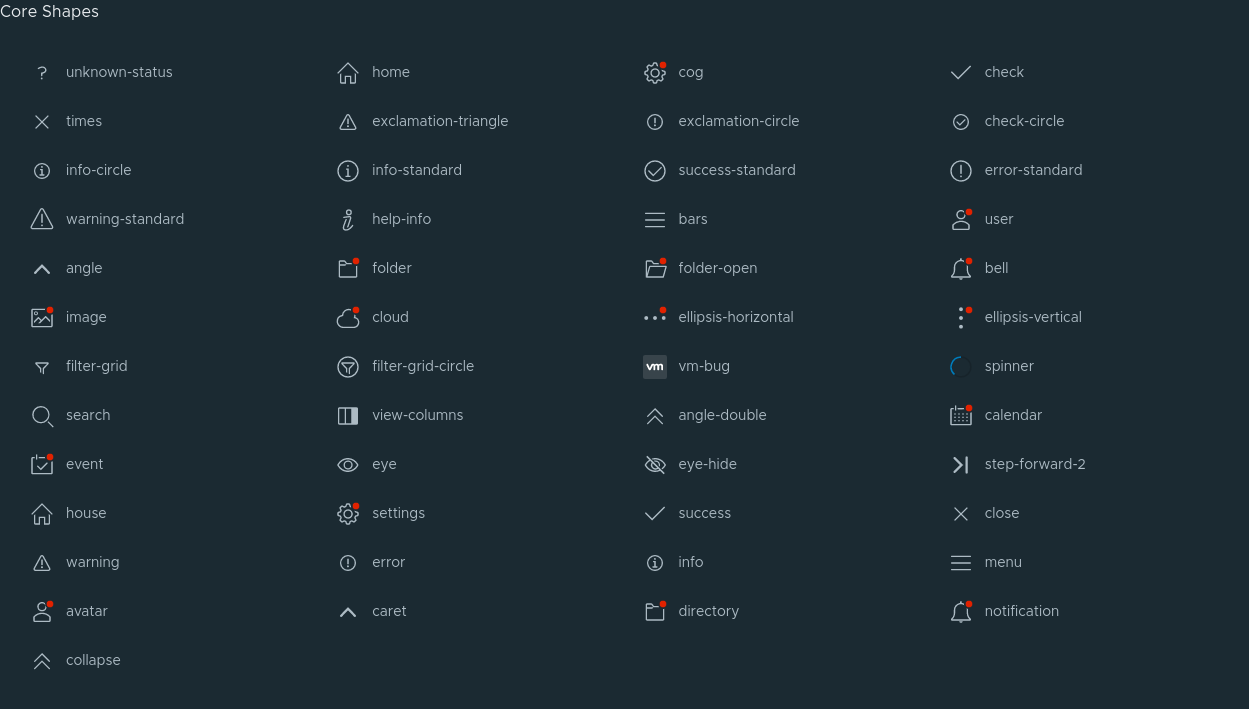 Core Shapes
unknown-status home cog check
times exclamation-triangle exclamation-circle check-circle
info-circle info-standard success-standard error-standard
warning-standard help-info bars user
angle folder folder-open bell
image cloud ellipsis-horizontal ellipsis-vertical
filter-grid filter-grid-circle vm vm-bug spinner
search view-columns angle-double calendar
event eye eye-hide step-forward-2
house settings success close
warning error info menu
avatar caret directory notification
collapse